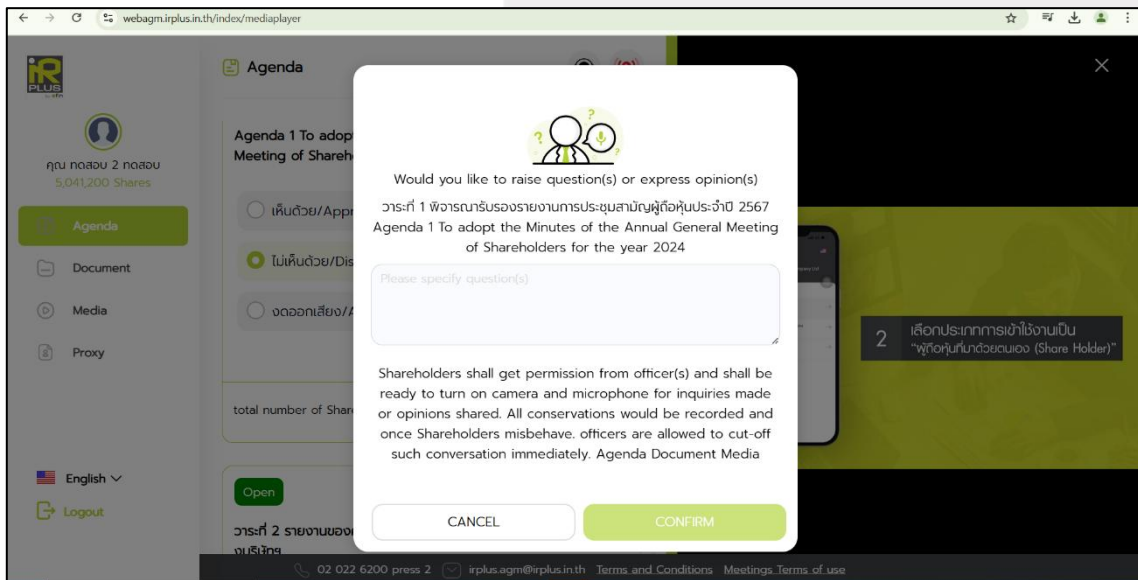 webagm.irplus.in.th/index/mediaplayer
iR
PLUS
Agenda
คุณ ทดสอบ 2 ทดสอบ
5,041,200 Shares
Agenda
Document
Media
Proxy
English
Logout
Agenda 1 To adop
Meeting of Shareh
เห็นด้วย/Appr
ไม่เห็นด้วย/Dis
งดออกเสียง/A
total number of Shar
Open
วาระที่ 2 รายงานของ
งบริษัทฯ
Would you like to raise question(s) or express opinion(s)
วาระที่ 1 พิจารณารับรองรายงานการประชุมสามัญผู้ถือหุ้นประจำปี 2567
Agenda 1 To adopt the Minutes of the Annual General Meeting
of Shareholders for the year 2024
Please specify question(s)
Shareholders shall get permission from officer(s) and shall be
ready to turn on camera and microphone for inquiries made
or opinions shared. All conservations would be recorded and
once Shareholders misbehave. officers are allowed to cut-off
such conversation immediately. Agenda Document Media
CANCEL
CONFIRM
2
เลือกประเภทการเข้าใช้งานเป็น
"ผู้ถือหุ้นที่มาด้วยตนเอง (Share Holder)"
02 022 6200 press 2 irplus.agm@irplus.in.th Terms and Conditions Meetings Terms of use